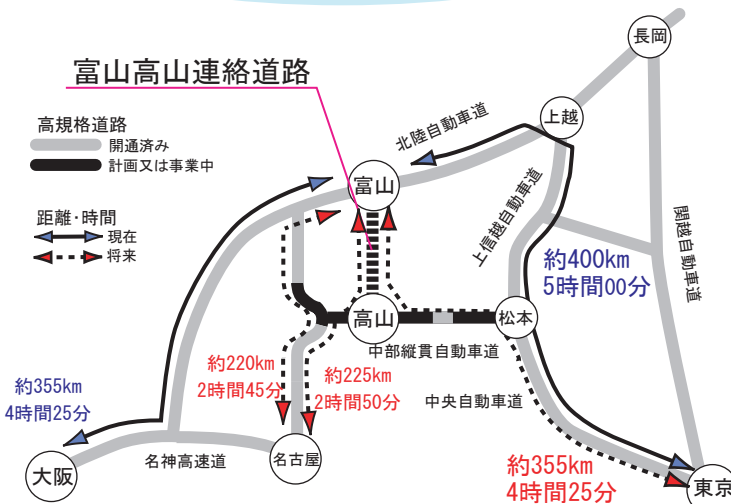 富山高山連絡道路
高規格道路
開通済み
計画又は事業中
距離・時間
現在
将来
長岡
上越
北陸自動車道
富山
上信越自動車道
関越自動車道
約400km
5時間00分
高山
松本
中部縦貫自動車道
約220km
2時間45分
約225km
2時間50分
約355km
4時間25分
中央自動車道
名神高速道
大阪
名古屋
約355km
4時間25分
東京